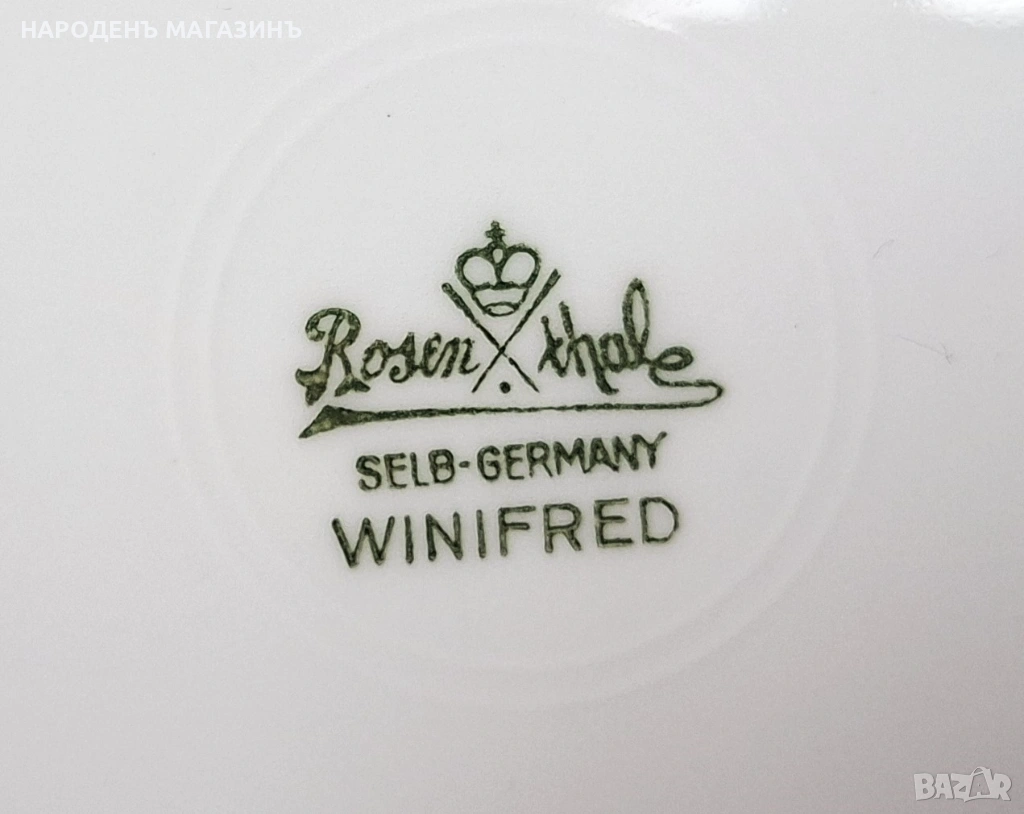 НАРОДЕНЪ МАГАЗИНЪ
Rosenthal
SELB-GERMANY
WINIFRED
BAZAR